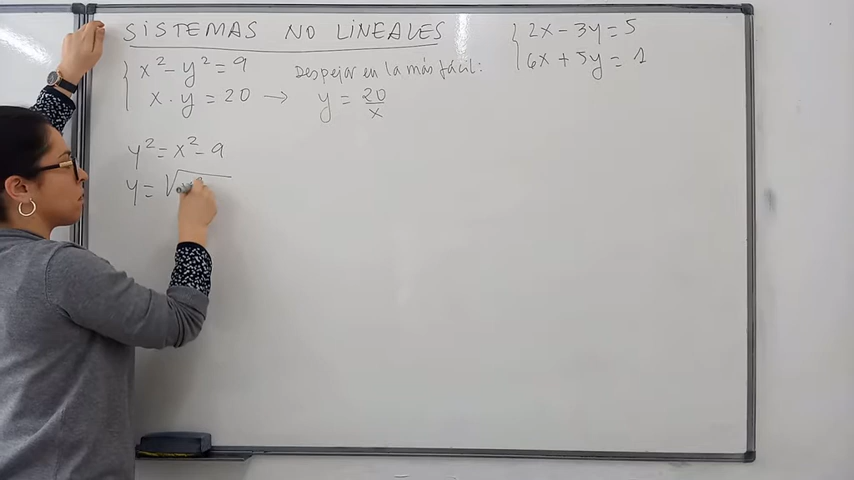 SISTEMAS NO LINEALES
x² - y² = 9
x · y = 20 →
Despejar en la más fácil:
y = 20/x
y² = x² - 9
y = √x²
2x - 3y = 5
6x + 5y = 1